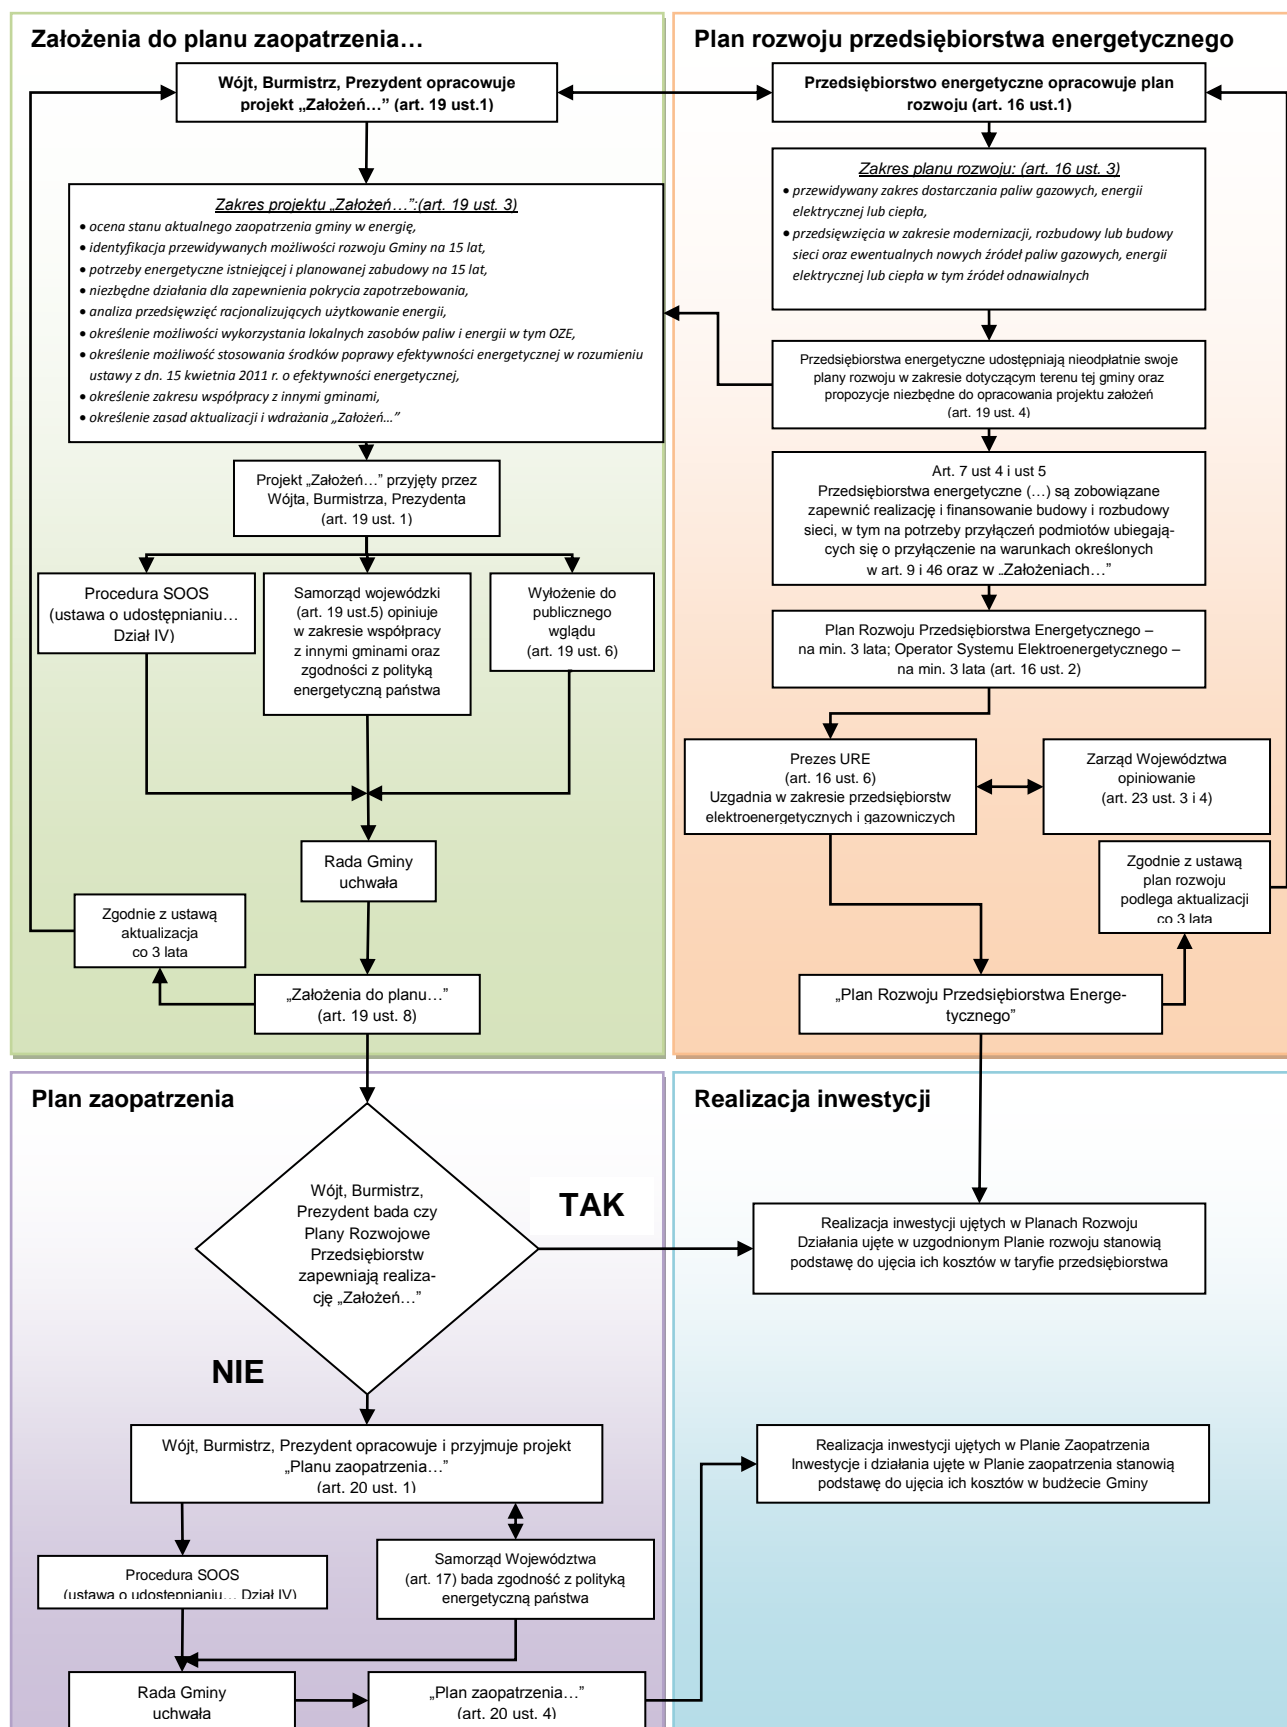 Założenia do planu zaopatrzenia…
Wójt, Burmistrz, Prezydent opracowuje
projekt „Założeń…” (art. 19 ust.1)
Zakres projektu „Założeń…”:(art. 19 ust. 3)
• ocena stanu aktualnego zaopatrzenia gminy w energię,
• identyfikacja przewidywanych możliwości rozwoju Gminy na 15 lat,
• potrzeby energetyczne istniejącej i planowanej zabudowy na 15 lat,
• niezbędne działania dla zapewnienia pokrycia zapotrzebowania,
• analiza przedsięwzięć racjonalizujących użytkowanie energii,
• określenie możliwości wykorzystania lokalnych zasobów paliw i energii w tym OZE,
• określenie możliwość stosowania środków poprawy efektywności energetycznej w rozumieniu
ustawy z dn. 15 kwietnia 2011 r. o efektywności energetycznej,
• określenie zakresu współpracy z innymi gminami,
• określenie zasad aktualizacji i wdrażania „Założeń…”
Projekt „Założeń…” przyjęty przez
Wójta, Burmistrza, Prezydenta
(art. 19 ust. 1)
Procedura SOOS
(ustawa o udostępnianiu…
Dział IV)
Samorząd wojewódzki
(art. 19 ust.5) opiniuje
w zakresie współpracy
z innymi gminami oraz
zgodności z polityką
energetyczną państwa
Wyłożenie do
publicznego
wglądu
(art. 19 ust. 6)
Rada Gminy
uchwała
Zgodnie z ustawą
aktualizacja
co 3 lata
„Założenia do planu…”
(art. 19 ust. 8)
Plan rozwoju przedsiębiorstwa energetycznego
Przedsiębiorstwo energetyczne opracowuje plan
rozwoju (art. 16 ust.1)
Zakres planu rozwoju: (art. 16 ust. 3)
• przewidywany zakres dostarczania paliw gazowych, energii
elektrycznej lub ciepła,
• przedsięwzięcia w zakresie modernizacji, rozbudowy lub budowy
sieci oraz ewentualnych nowych źródeł paliw gazowych, energii
elektrycznej lub ciepła w tym źródeł odnawialnych
Przedsiębiorstwa energetyczne udostępniają nieodpłatnie swoje
plany rozwoju w zakresie dotyczącym terenu tej gminy oraz
propozycje niezbędne do opracowania projektu założeń
(art. 19 ust. 4)
Art. 7 ust 4 i ust 5
Przedsiębiorstwa energetyczne (…) są zobowiązane
zapewnić realizację i finansowanie budowy i rozbudowy
sieci, w tym na potrzeby przyłączeń podmiotów ubiegają-
cych się o przyłączenie na warunkach określonych
w art. 9 i 46 oraz w „Założeniach…”
Plan Rozwoju Przedsiębiorstwa Energetycznego –
na min. 3 lata; Operator Systemu Elektroenergetycznego –
na min. 3 lata (art. 16 ust. 2)
Prezes URE
(art. 16 ust. 6)
Uzgadnia w zakresie przedsiębiorstw
elektroenergetycznych i gazowniczych
Zarząd Województwa
opiniowanie
(art. 23 ust. 3 i 4)
Zgodnie z ustawą
plan rozwoju
podlega aktualizacji
co 3 lata
„Plan Rozwoju Przedsiębiorstwa Energe-
tycznego”
Plan zaopatrzenia
Wójt, Burmistrz,
Prezydent bada czy
Plany Rozwojowe
Przedsiębiorstw
zapewniają realiza-
cję „Założeń…”
TAK
NIE
Wójt, Burmistrz, Prezydent opracowuje i przyjmuje projekt
„Planu zaopatrzenia…”
(art. 20 ust. 1)
Procedura SOOS
(ustawa o udostępnianiu… Dział IV)
Samorząd Województwa
(art. 17) bada zgodność z polityką
energetyczną państwa
Rada Gminy
uchwała
„Plan zaopatrzenia…”
(art. 20 ust. 4)
Realizacja inwestycji
Realizacja inwestycji ujętych w Planach Rozwoju
Działania ujęte w uzgodnionym Planie rozwoju stanowią
podstawę do ujęcia ich kosztów w taryfie przedsiębiorstwa
Realizacja inwestycji ujętych w Planie Zaopatrzenia
Inwestycje i działania ujęte w Planie zaopatrzenia stanowią
podstawę do ujęcia ich kosztów w budżecie Gminy